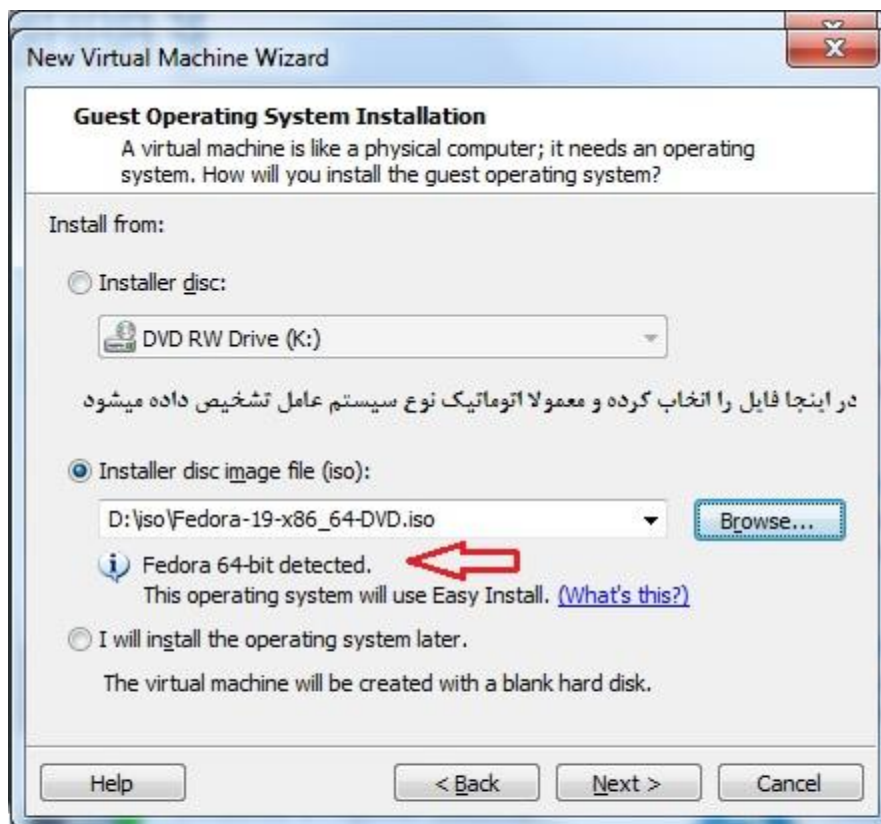 New Virtual Machine Wizard
Guest Operating System Installation
A virtual machine is like a physical computer; it needs an operating
system. How will you install the guest operating system?
Install from:
Installer disc:
DVD RW Drive (K:)
در اینجا فایل را انخاب کرده و معمولا اتوماتیک نوع سیستم عامل تشخیص داده میشود
Installer disc image file (iso):
D:\iso\Fedora-19-x86_64-DVD.iso
Browse...
Fedora 64-bit detected.
This operating system will use Easy Install. (What's this?)
I will install the operating system later.
The virtual machine will be created with a blank hard disk.
Help
< Back
Next >
Cancel